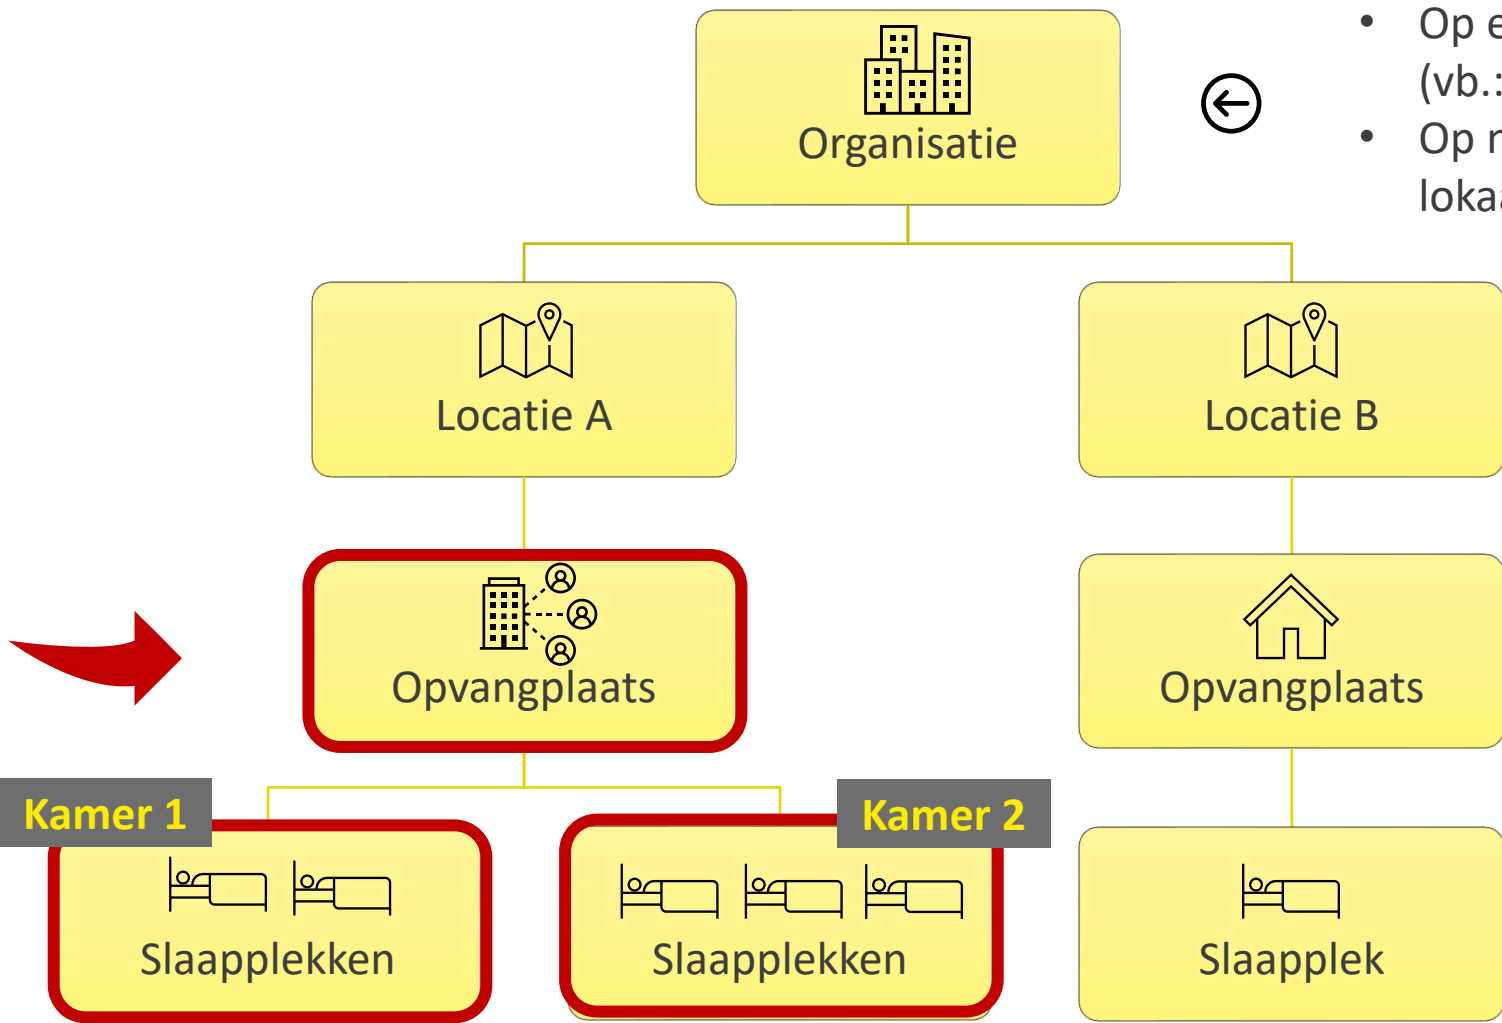 • Op
(vb.:
• Op
Organisatie
Locatie A
Locatie B
Opvangplaats
Opvangplaats
Kamer 1
Kamer 2
Slaapplekken
Slaapplekken
Slaapplek